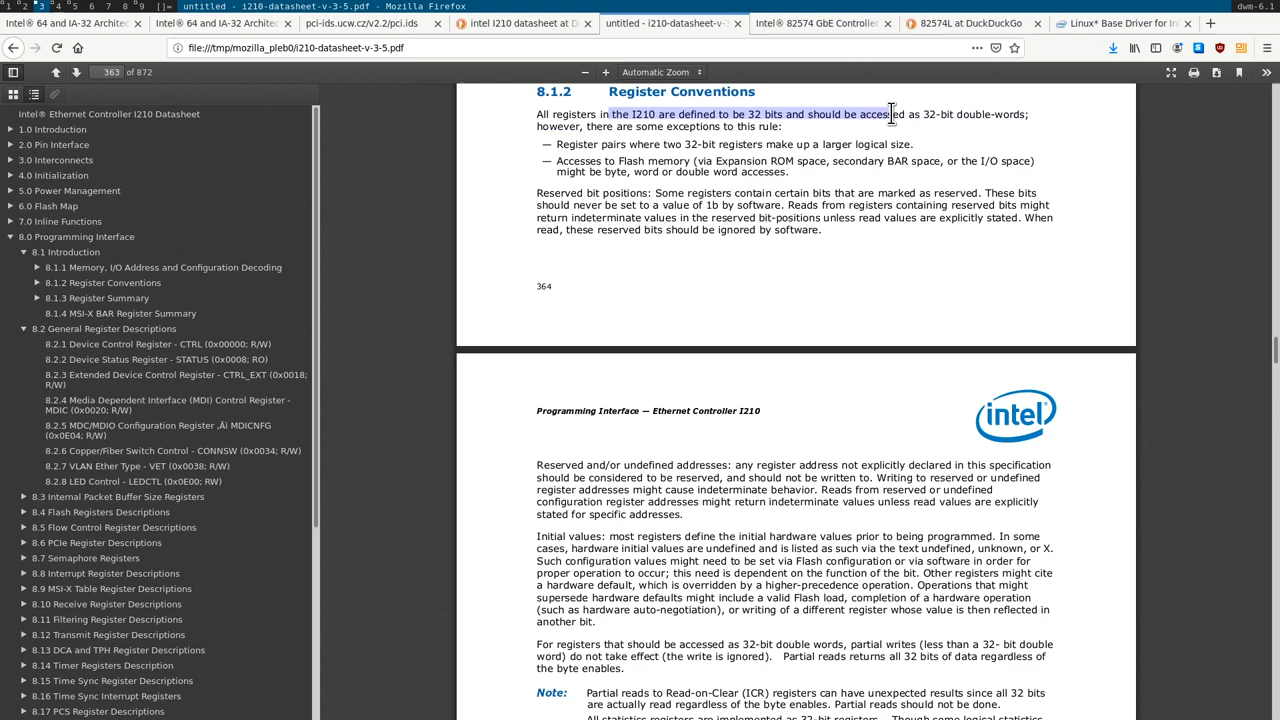 1 2 3 4 5 6 7 8 9 []= untitled - i210-datasheet-v-3-5.pdf - Mozilla Firefox dwm-6.1
Intel® 64 and IA-32 Architec
Intel® 64 and IA-32 Architec
pci-ids.ucw.cz/v2.2/pci.ids
intel I210 datasheet at D
untitled - i210-datasheet-v-3
Intel® 82574 GbE Controller
82574L at DuckDuckGo
Linux* Base Driver for In
file:///tmp/mozilla_pleb0/i210-datasheet-v-3-5.pdf
363 of 872
Automatic Zoom
Intel® Ethernet Controller I210 Datasheet
1.0 Introduction
2.0 Pin Interface
3.0 Interconnects
4.0 Initialization
5.0 Power Management
6.0 Flash Map
7.0 Inline Functions
8.0 Programming Interface
8.1 Introduction
8.1.1 Memory, I/O Address and Configuration Decoding
8.1.2 Register Conventions
8.1.3 Register Summary
8.1.4 MSI-X BAR Register Summary
8.2 General Register Descriptions
8.2.1 Device Control Register - CTRL (0x00000; R/W)
8.2.2 Device Status Register - STATUS (0x0008; RO)
8.2.3 Extended Device Control Register - CTRL_EXT (0x0018;
R/W)
8.2.4 Media Dependent Interface (MDI) Control Register -
MDIC (0x0020; R/W)
8.2.5 MDC/MDIO Configuration Register ‚Äì MDICNFG
(0x0E04; R/W)
8.2.6 Copper/Fiber Switch Control - CONNSW (0x0034; R/W)
8.2.7 VLAN Ether Type - VET (0x0038; R/W)
8.2.8 LED Control - LEDCTL (0x0E00; RW)
8.3 Internal Packet Buffer Size Registers
8.4 Flash Registers Descriptions
8.5 Flow Control Register Descriptions
8.6 PCIe Register Descriptions
8.7 Semaphore Registers
8.8 Interrupt Register Descriptions
8.9 MSI-X Table Register Descriptions
8.10 Receive Register Descriptions
8.11 Filtering Register Descriptions
8.12 Transmit Register Descriptions
8.13 DCA and TPH Register Descriptions
8.14 Timer Registers Description
8.15 Time Sync Register Descriptions
8.16 Time Sync Interrupt Registers
8.17 PCS Register Descriptions
8.1.2 Register Conventions
All registers in the I210 are defined to be 32 bits and should be accessed as 32-bit double-words;
however, there are some exceptions to this rule:
— Register pairs where two 32-bit registers make up a larger logical size.
— Accesses to Flash memory (via Expansion ROM space, secondary BAR space, or the I/O space)
might be byte, word or double word accesses.
Reserved bit positions: Some registers contain certain bits that are marked as reserved. These bits
should never be set to a value of 1b by software. Reads from registers containing reserved bits might
return indeterminate values in the reserved bit-positions unless read values are explicitly stated. When
read, these reserved bits should be ignored by software.
364
Programming Interface — Ethernet Controller I210
intel
Reserved and/or undefined addresses: any register address not explicitly declared in this specification
should be considered to be reserved, and should not be written to. Writing to reserved or undefined
register addresses might cause indeterminate behavior. Reads from reserved or undefined
configuration register addresses might return indeterminate values unless read values are explicitly
stated for specific addresses.
Initial values: most registers define the initial hardware values prior to being programmed. In some
cases, hardware initial values are undefined and is listed as such via the text undefined, unknown, or X.
Such configuration values might need to be set via Flash configuration or via software in order for
proper operation to occur; this need is dependent on the function of the bit. Other registers might cite
a hardware default, which is overridden by a higher-precedence operation. Operations that might
supersede hardware defaults might include a valid Flash load, completion of a hardware operation
(such as hardware auto-negotiation), or writing of a different register whose value is then reflected in
another bit.
For registers that should be accessed as 32-bit double words, partial writes (less than a 32- bit double
word) do not take effect (the write is ignored). Partial reads returns all 32 bits of data regardless of
the byte enables.
Note: Partial reads to Read-on-Clear (ICR) registers can have unexpected results since all 32 bits
are actually read regardless of the byte enables. Partial reads should not be done.
All statistics registers are implemented as 32-bit registers. Though some logical statistics